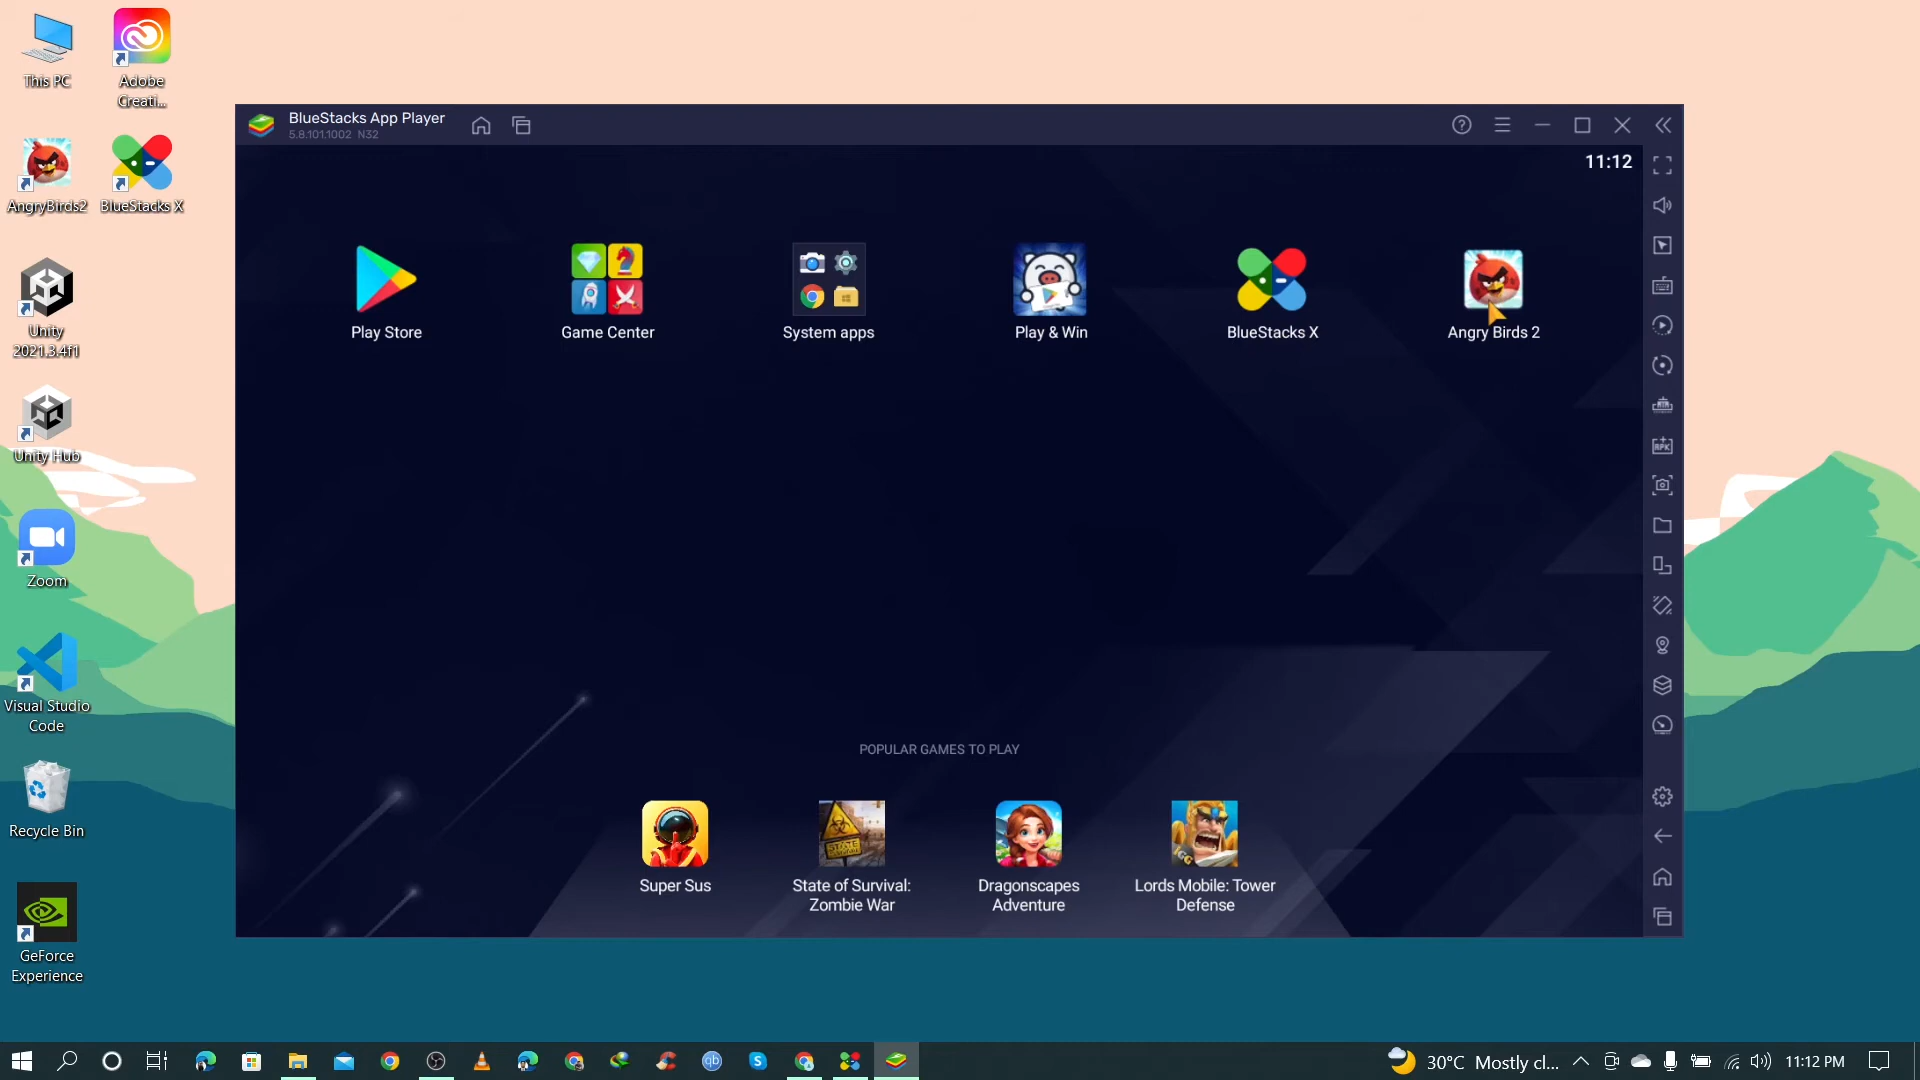 This PC
Adobe
Creati...
AngryBirds2
BlueStacks X
Unity
2021.3.4f1
Unity Hub
Zoom
Visual Studio
Code
Recycle Bin
GeForce
Experience
BlueStacks App Player
5.8.101.1002 N32
11:12
Play Store
Game Center
System apps
Play & Win
BlueStacks X
Angry Birds 2
POPULAR GAMES TO PLAY
Super Sus
State of Survival:
Zombie War
Dragonscapes
Adventure
IGG
Lords Mobile: Tower
Defense
APK
qb
30°C Mostly cl...
11:12 PM